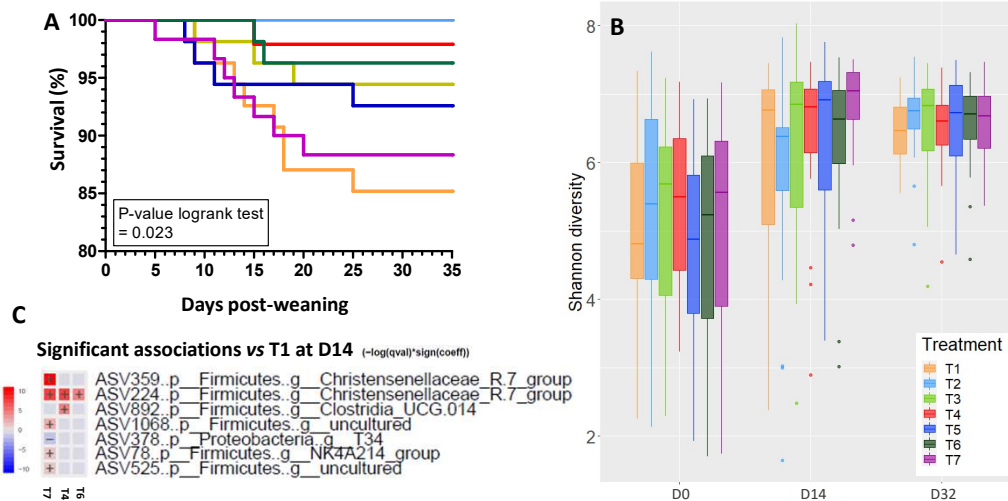 A
Survival (%)
100
95
90
85
80
P-value logrank test
= 0.023
0 5 10 15 20 25 30 35
Days post-weaning
B
Shannon diversity
8
6
4
2
D0 D14 D32
Treatment
T1
T2
T3
T4
T5
T6
T7
C
Significant associations vs T1 at D14 (−log(qval)*sign(coeff))
10
5
0
-5
-10
ASV359..p__Firmicutes..g__Christensenellaceae_R.7_group
ASV224..p__Firmicutes..g__Christensenellaceae_R.7_group
ASV892..p__Firmicutes..g__Clostridia_UCG.014
ASV1068..p__Firmicutes..g__uncultured
ASV378..p__Proteobacteria..g__T34
ASV78..p__Firmicutes..g__NK4A214_group
ASV525..p__Firmicutes..g__uncultured
T7 T4 T6